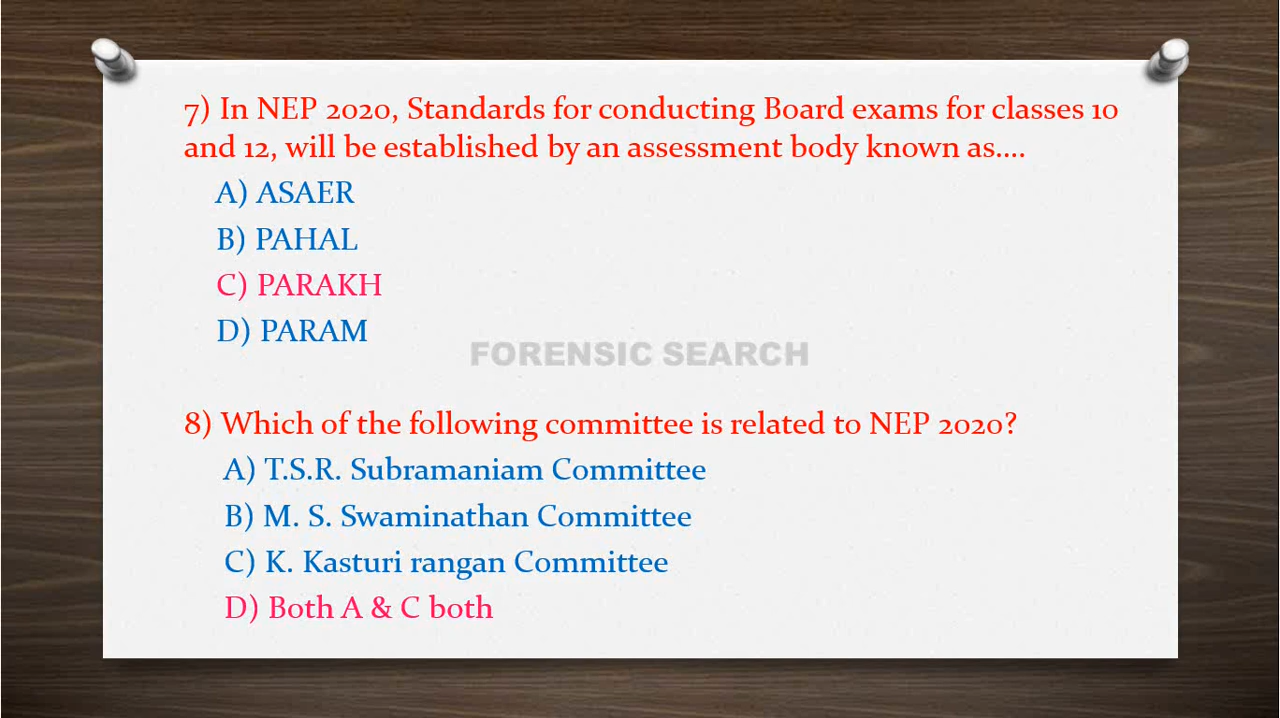 7) In NEP 2020, Standards for conducting Board exams for classes 10
and 12, will be established by an assessment body known as....
A) ASAER
B) PAHAL
C) PARAKH
D) PARAM
FORENSIC SEARCH
8) Which of the following committee is related to NEP 2020?
A) T.S.R. Subramaniam Committee
B) M. S. Swaminathan Committee
C) K. Kasturi rangan Committee
D) Both A & C both